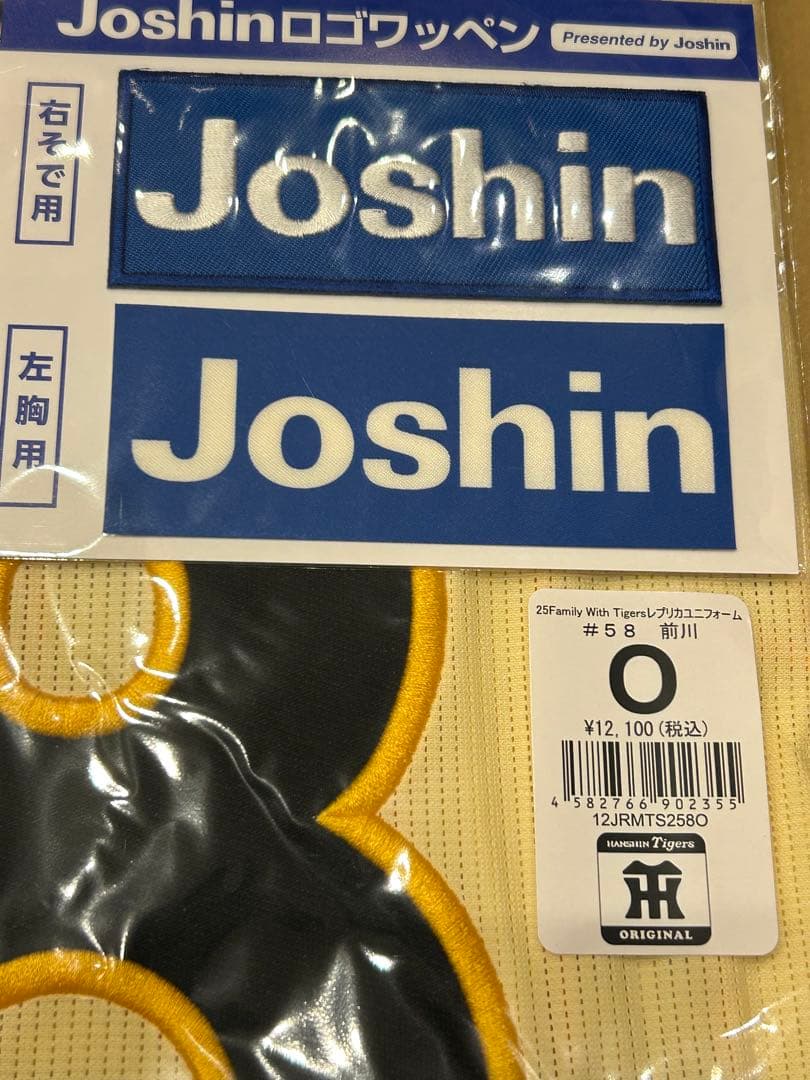 Joshinロゴワッペン
Presented by Joshin
右そで用
Joshin
左胸用
Joshin
25Family With Tigersレプリカユニフォーム
#58 前川
O
¥12,100(税込)
4 582766 902355
12JRMTS258O
HANSHIN Tigers
ORIGINAL